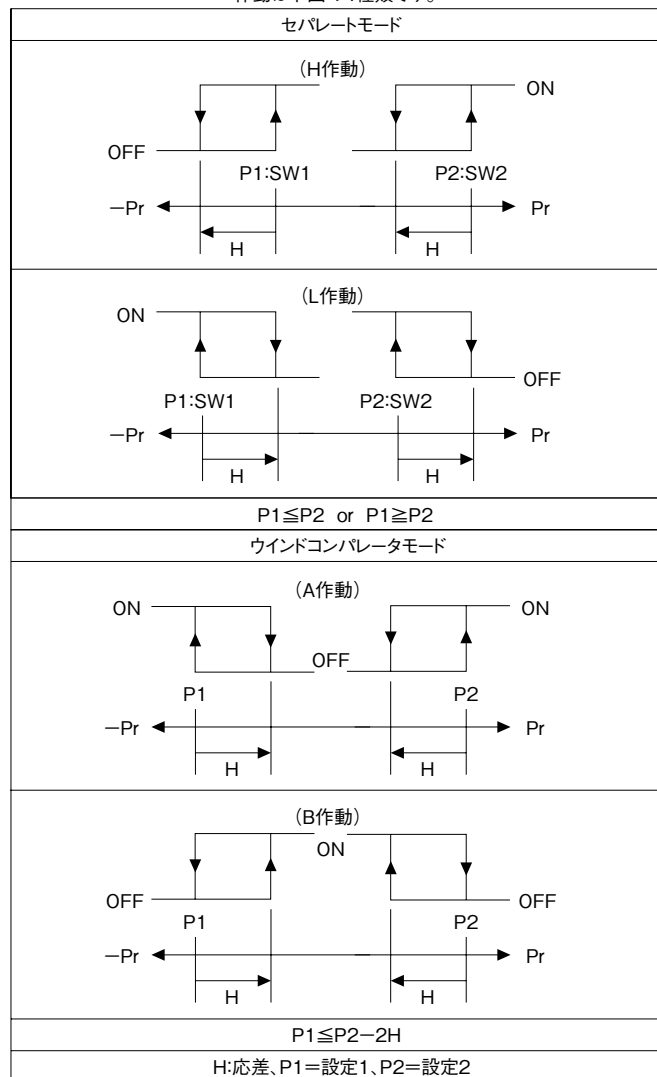 セパレートモード
(H作動)
ON
OFF
P1:SW1
P2:SW2
−Pr
Pr
H
H
(L作動)
ON
OFF
P1:SW1
P2:SW2
−Pr
Pr
H
H
P1≦P2 or P1≧P2
ウインドコンパレータモード
(A作動)
ON
ON
OFF
P1
P2
−Pr
Pr
H
H
(B作動)
ON
OFF
OFF
P1
P2
−Pr
Pr
H
H
P1≦P2−2H
H:応差、P1=設定1、P2=設定2